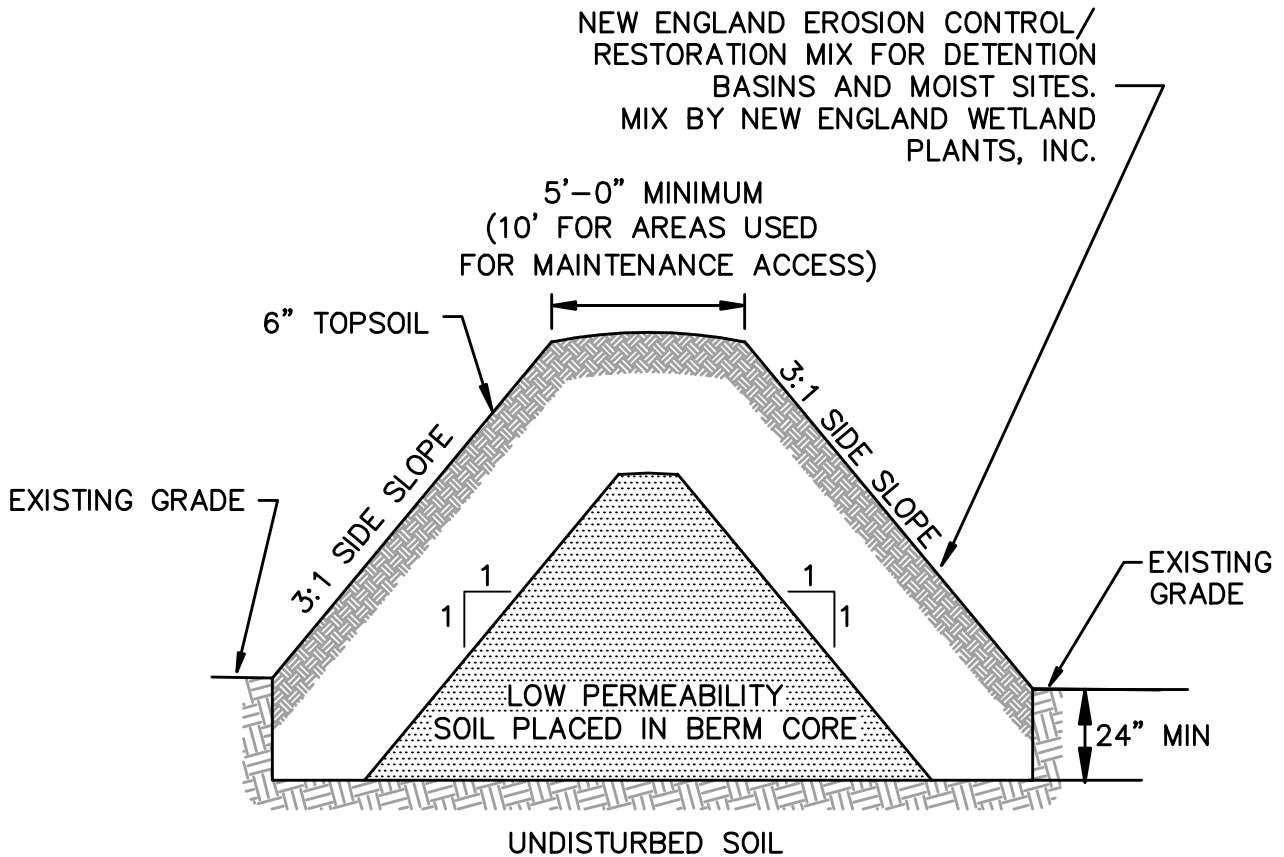 NEW ENGLAND EROSION CONTROL/
RESTORATION MIX FOR DETENTION
BASINS AND MOIST SITES.
MIX BY NEW ENGLAND WETLAND
PLANTS, INC.
5'-0" MINIMUM
(10' FOR AREAS USED
FOR MAINTENANCE ACCESS)
6" TOPSOIL
3:1 SIDE SLOPE
3:1 SIDE SLOPE
EXISTING GRADE
EXISTING
GRADE
1
1
1
1
LOW PERMEABILITY
SOIL PLACED IN BERM CORE
24" MIN
UNDISTURBED SOIL